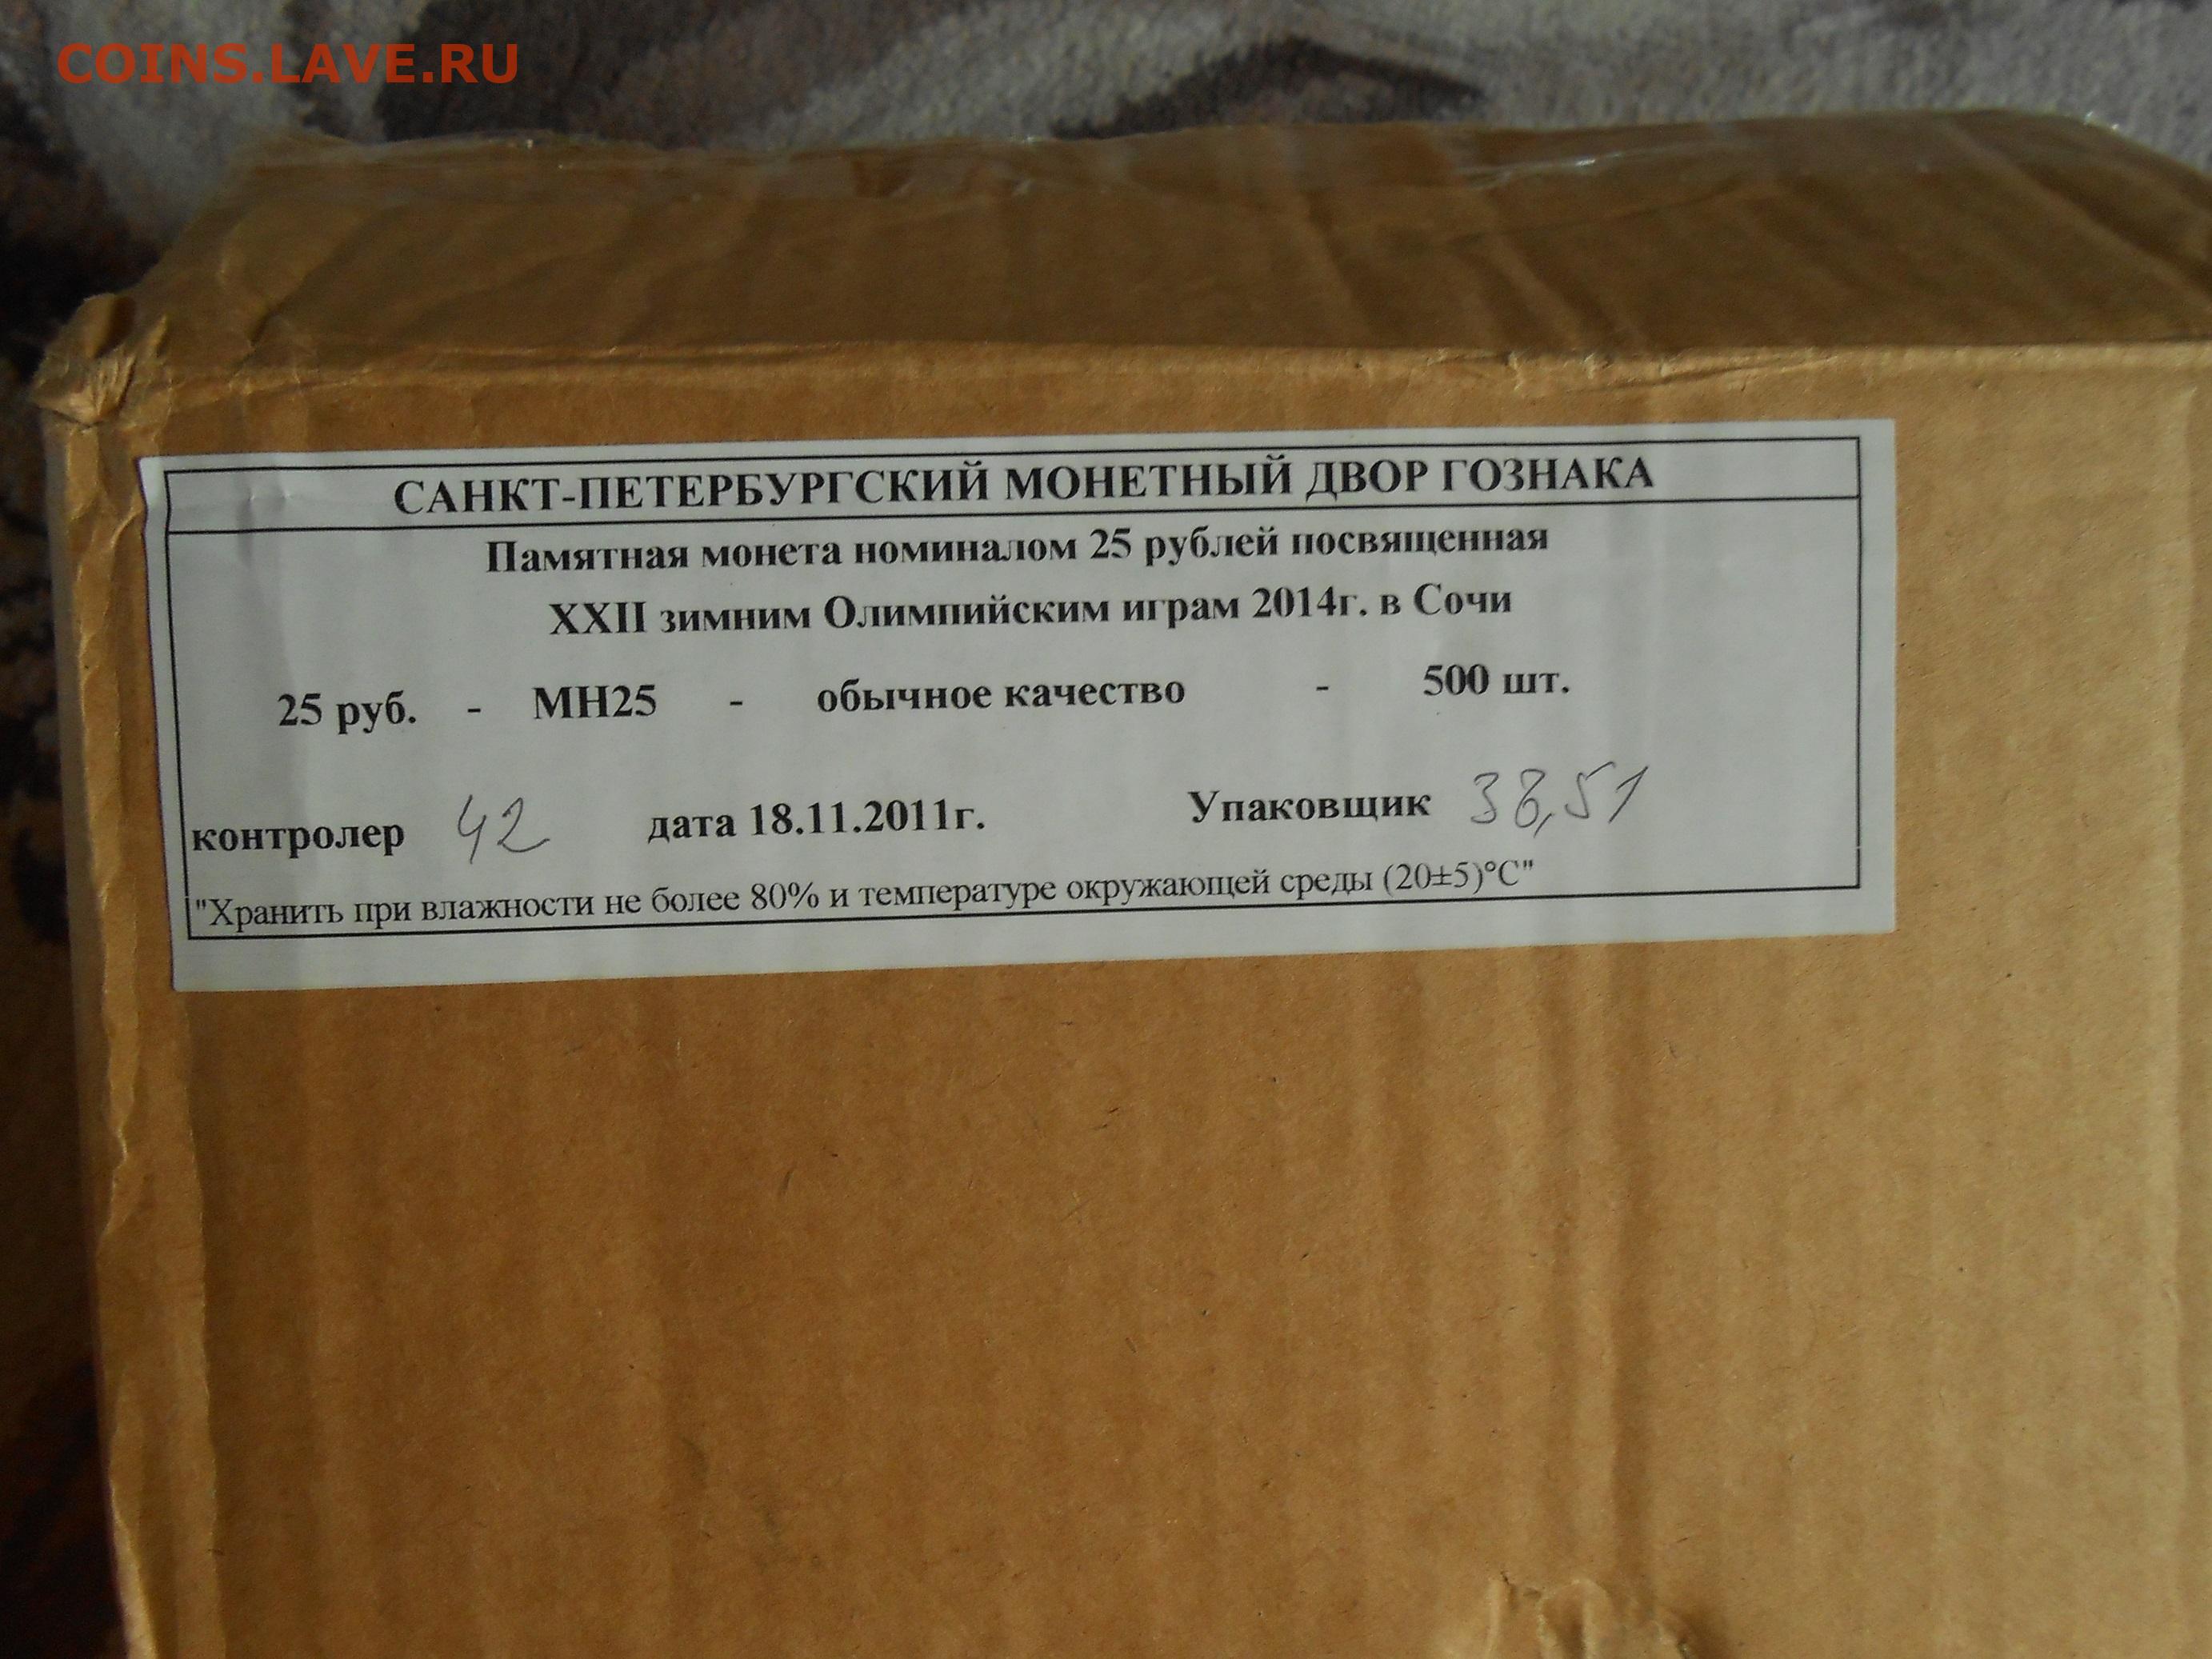 COINS.LAVE.RU
САНКТ-ПЕТЕРБУРГСКИЙ МОНЕТНЫЙ ДВОР ГОЗНАКА
Памятная монета номиналом 25 рублей посвященная
XXII зимним Олимпийским играм 2014г. в Сочи
25 руб. - МН25 - обычное качество - 500 шт.
контролер 42 дата 18.11.2011г. Упаковщик 38,51
"Хранить при влажности не более 80% и температуре окружающей среды (20±5)°С"